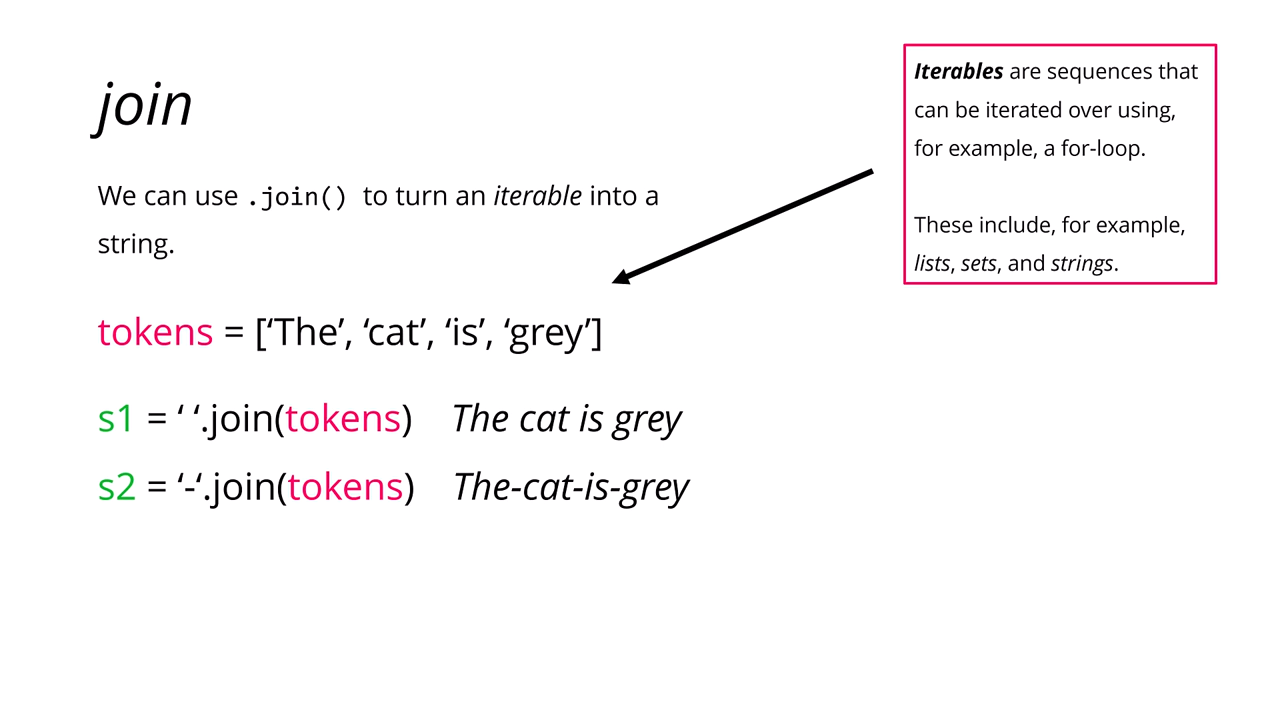 join
We can use .join() to turn an iterable into a
string.
tokens = [‘The’, ‘cat’, ‘is’, ‘grey’]
s1 = ‘ ‘.join(tokens) The cat is grey
s2 = ‘-‘.join(tokens) The-cat-is-grey
Iterables are sequences that
can be iterated over using,
for example, a for-loop.
These include, for example,
lists, sets, and strings.